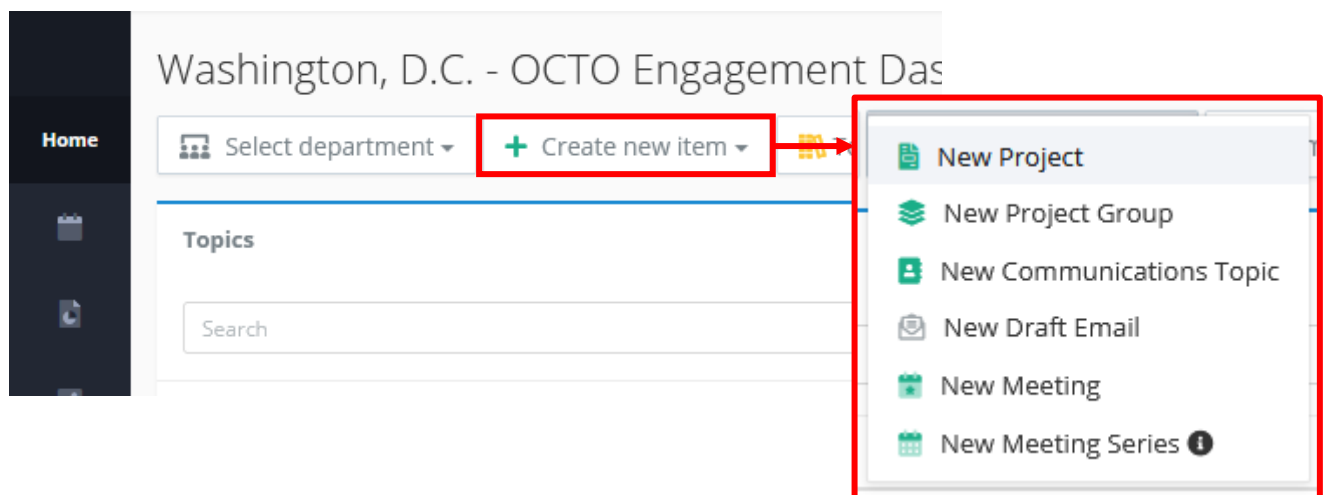 Washington, D.C. - OCTO Engagement Das
Home
Select department
Create new item
New Project
New Project Group
Topics
New Communications Topic
Search
New Draft Email
New Meeting
New Meeting Series